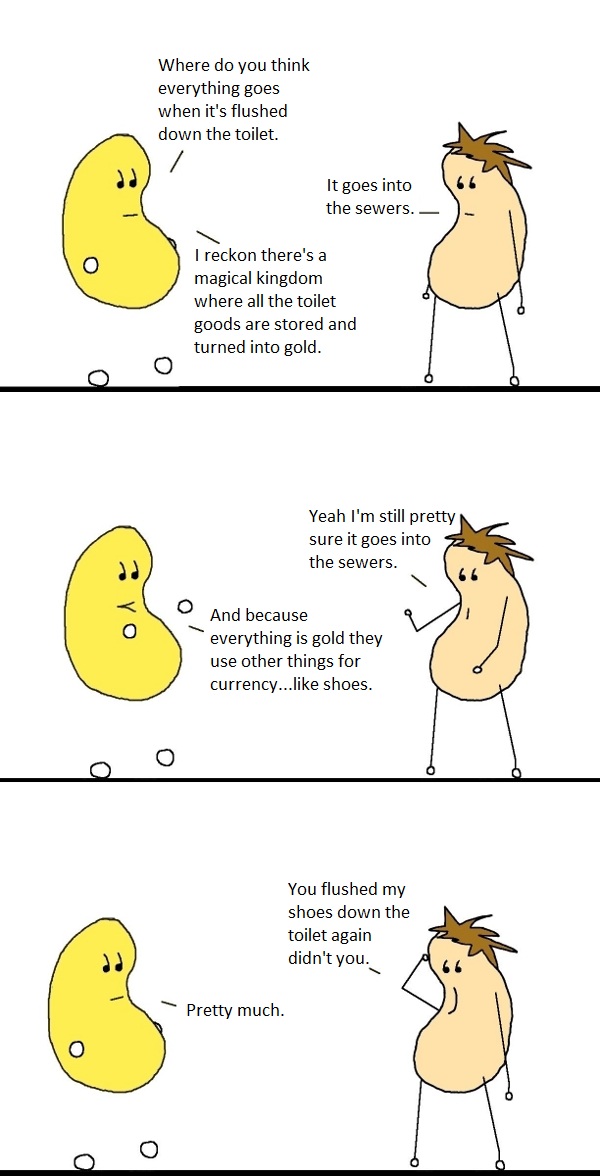 Where do you think
everything goes
when it's flushed
down the toilet.
It goes into
the sewers.
I reckon there's a
magical kingdom
where all the toilet
goods are stored and
turned into gold.
Yeah I'm still pretty
sure it goes into
the sewers.
And because
everything is gold they
use other things for
currency...like shoes.
You flushed my
shoes down the
toilet again
didn't you.
Pretty much.